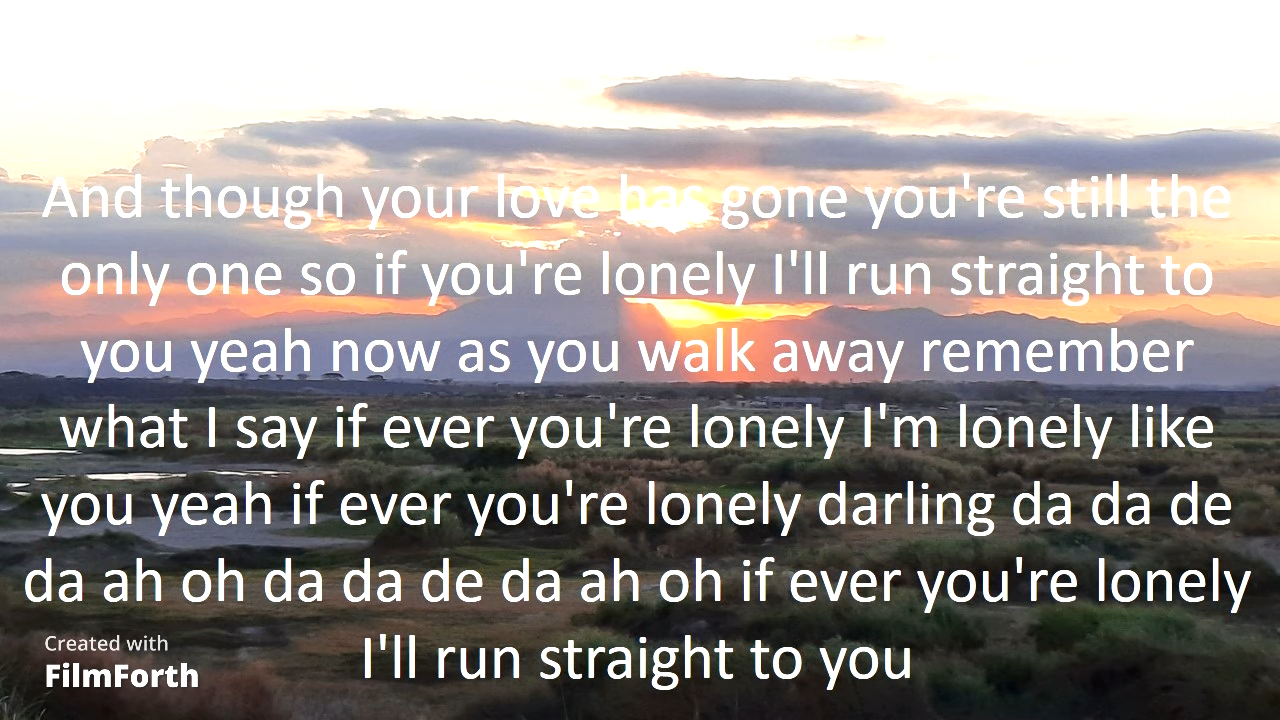 And though your love has gone you're still the
only one so if you're lonely I'll run straight to
you yeah now as you walk away remember
what I say if ever you're lonely I'm lonely like
you yeah if ever you're lonely darling da da de
da ah oh da da de da ah oh if ever you're lonely
I'll run straight to you
Created with
FilmForth